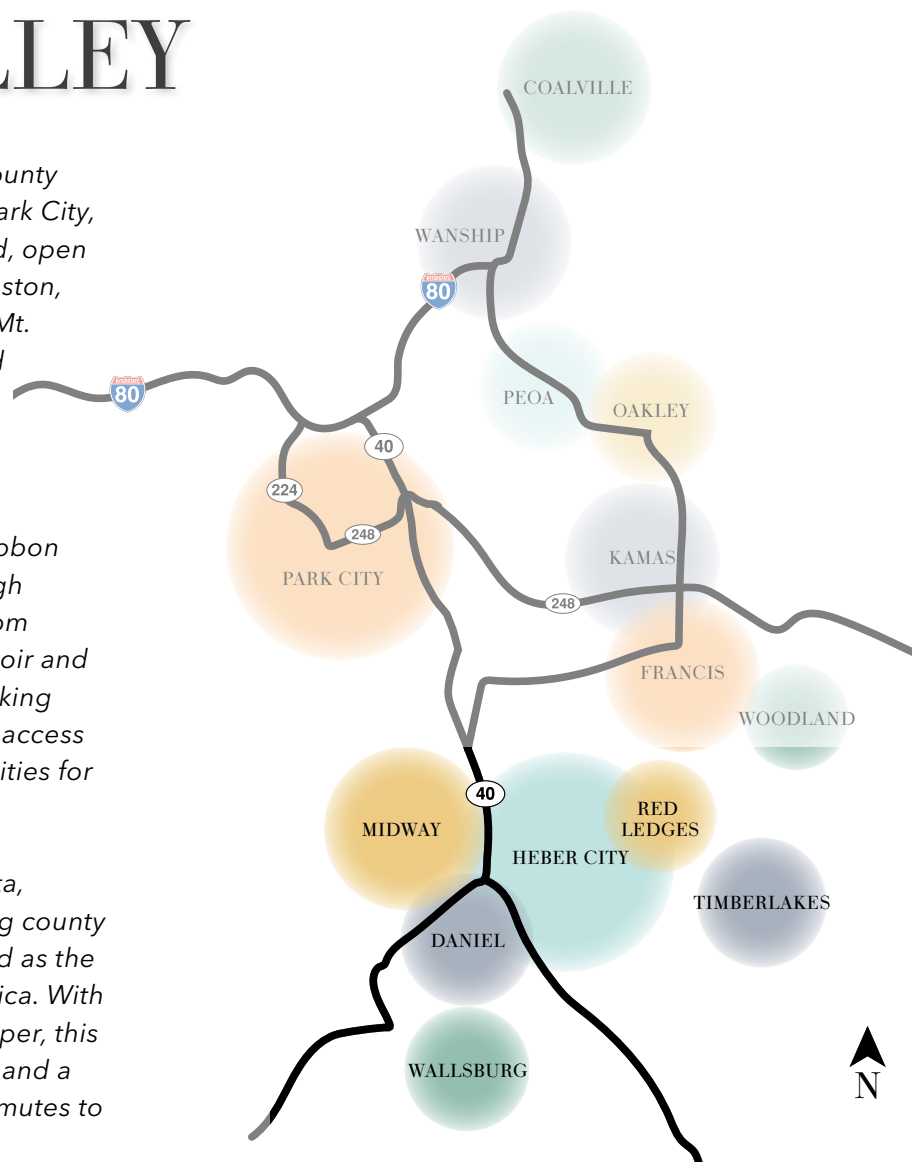 LLEY
ounty
ark City,
d, open
ston,
Mt.
d
obon
gh
om
oir and
king
access
ities for
ta,
g county
d as the
ica. With
per, this
and a
mutes to
COALVILLE
WANSHIP
80
80
PEOA
OAKLEY
40
224
248
PARK CITY
KAMAS
248
FRANCIS
WOODLAND
40
MIDWAY
RED
LEDGES
HEBER CITY
TIMBERLAKES
DANIEL
WALLSBURG
N